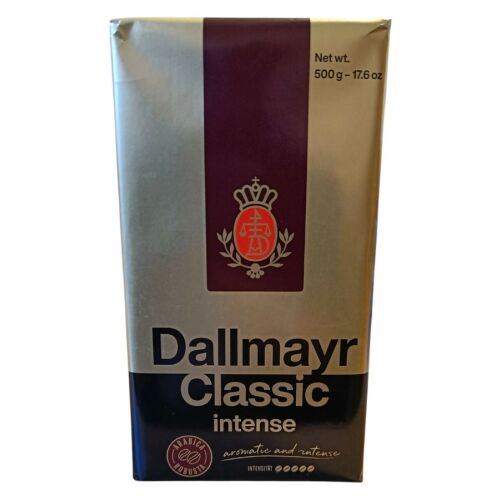 Net wt.
500 g – 17.6 oz
Dallmayr
Classic
intense
ARABICA
ROBUSTA
aromatic and intense
INTENSITÄT